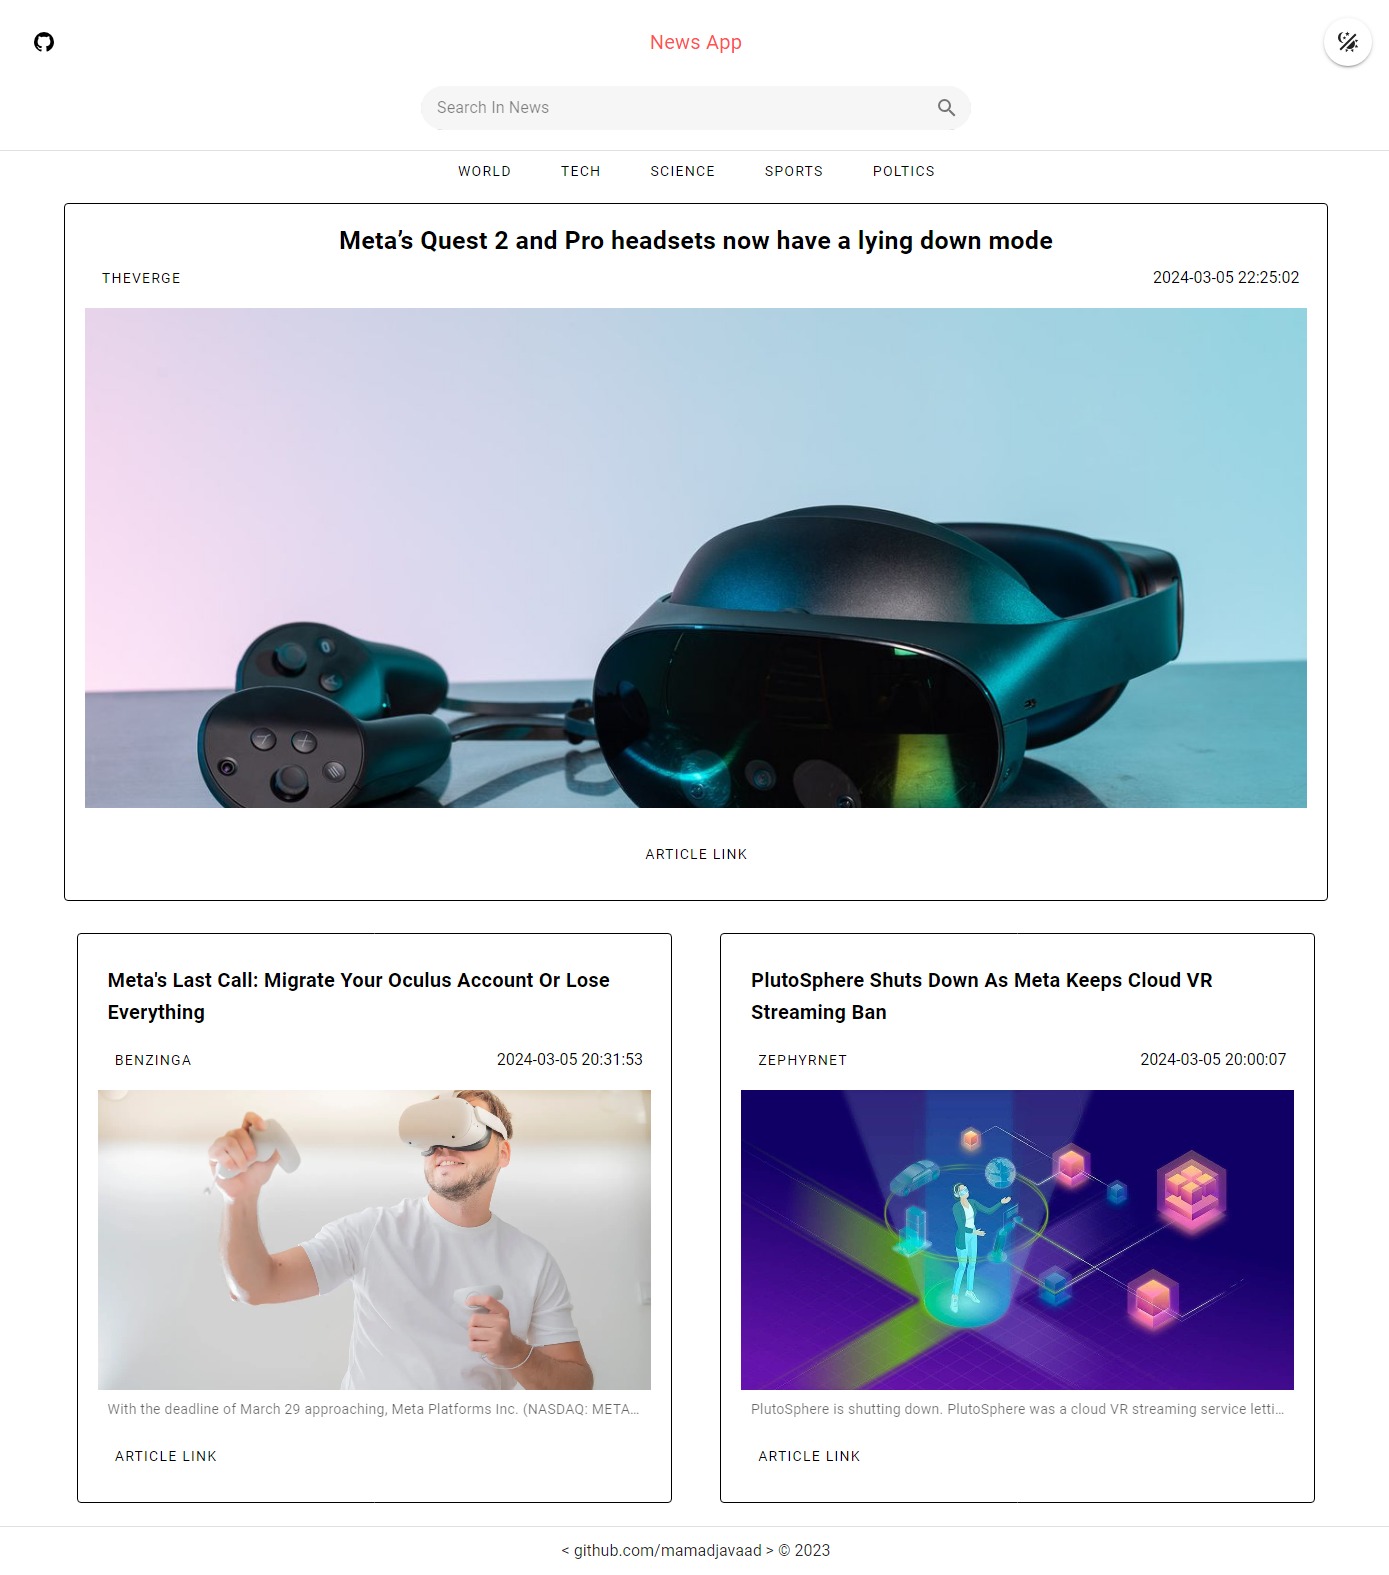 News App
Search In News
WORLD TECH SCIENCE SPORTS POLTICS
Meta’s Quest 2 and Pro headsets now have a lying down mode
THEVERGE 2024-03-05 22:25:02
ARTICLE LINK
Meta's Last Call: Migrate Your Oculus Account Or Lose
Everything
BENZINGA 2024-03-05 20:31:53
With the deadline of March 29 approaching, Meta Platforms Inc. (NASDAQ: META...
ARTICLE LINK
PlutoSphere Shuts Down As Meta Keeps Cloud VR
Streaming Ban
ZEPHYRNET 2024-03-05 20:00:07
PlutoSphere is shutting down. PlutoSphere was a cloud VR streaming service letti...
ARTICLE LINK
< github.com/mamadjavaad > © 2023